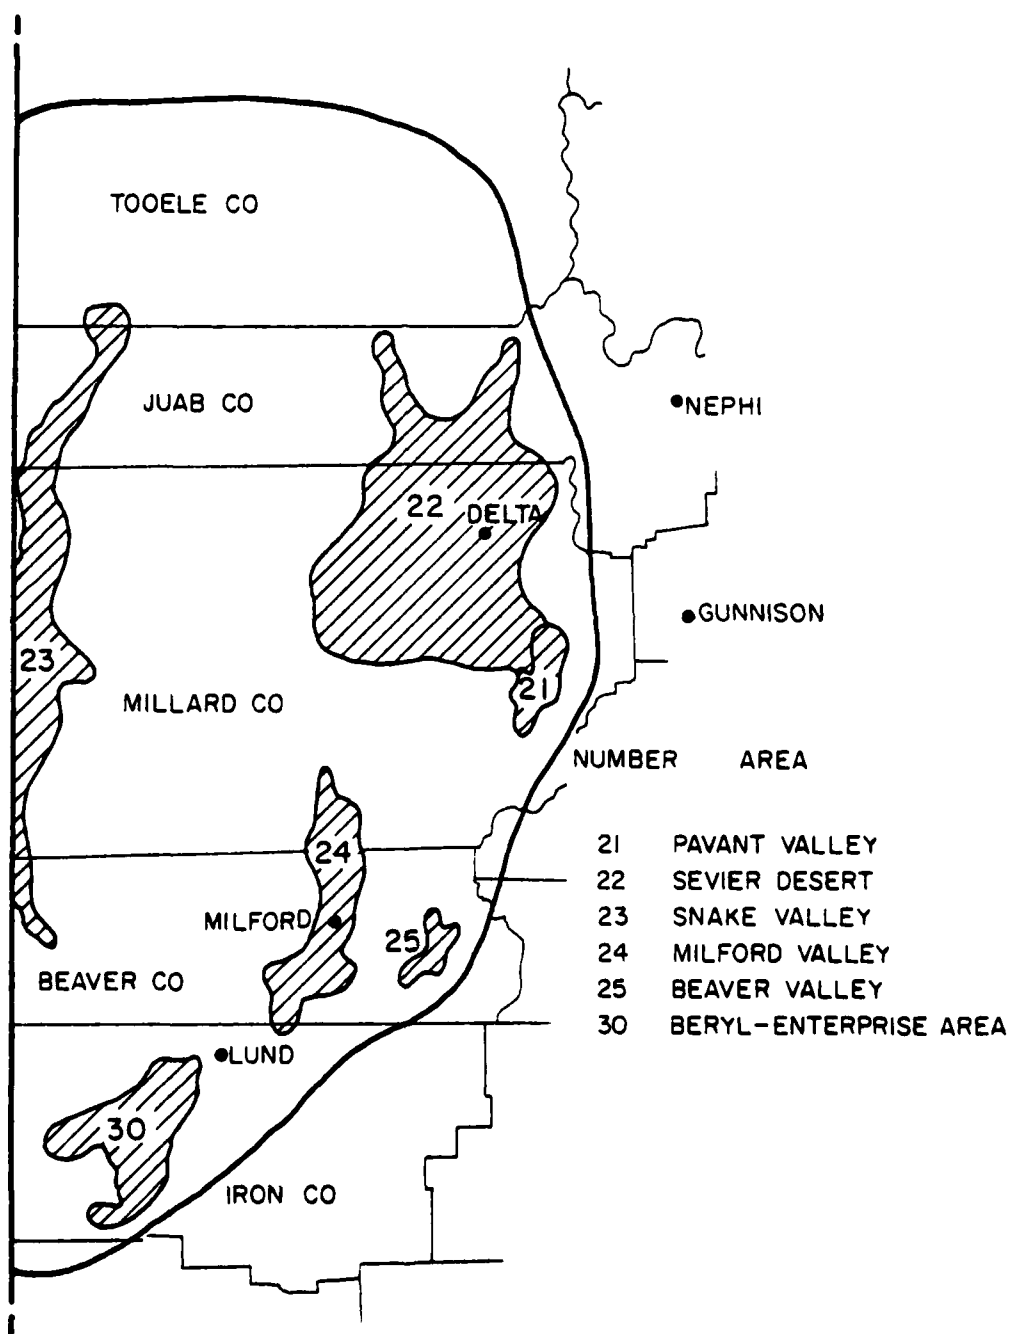 TOOELE CO
JUAB CO
NEPHI
22
DELTA
GUNNISON
23
21
MILLARD CO
NUMBER AREA
24
21 PAVANT VALLEY
22 SEVIER DESERT
MILFORD
23 SNAKE VALLEY
25
24 MILFORD VALLEY
BEAVER CO
25 BEAVER VALLEY
30 BERYL-ENTERPRISE AREA
LUND
30
IRON CO